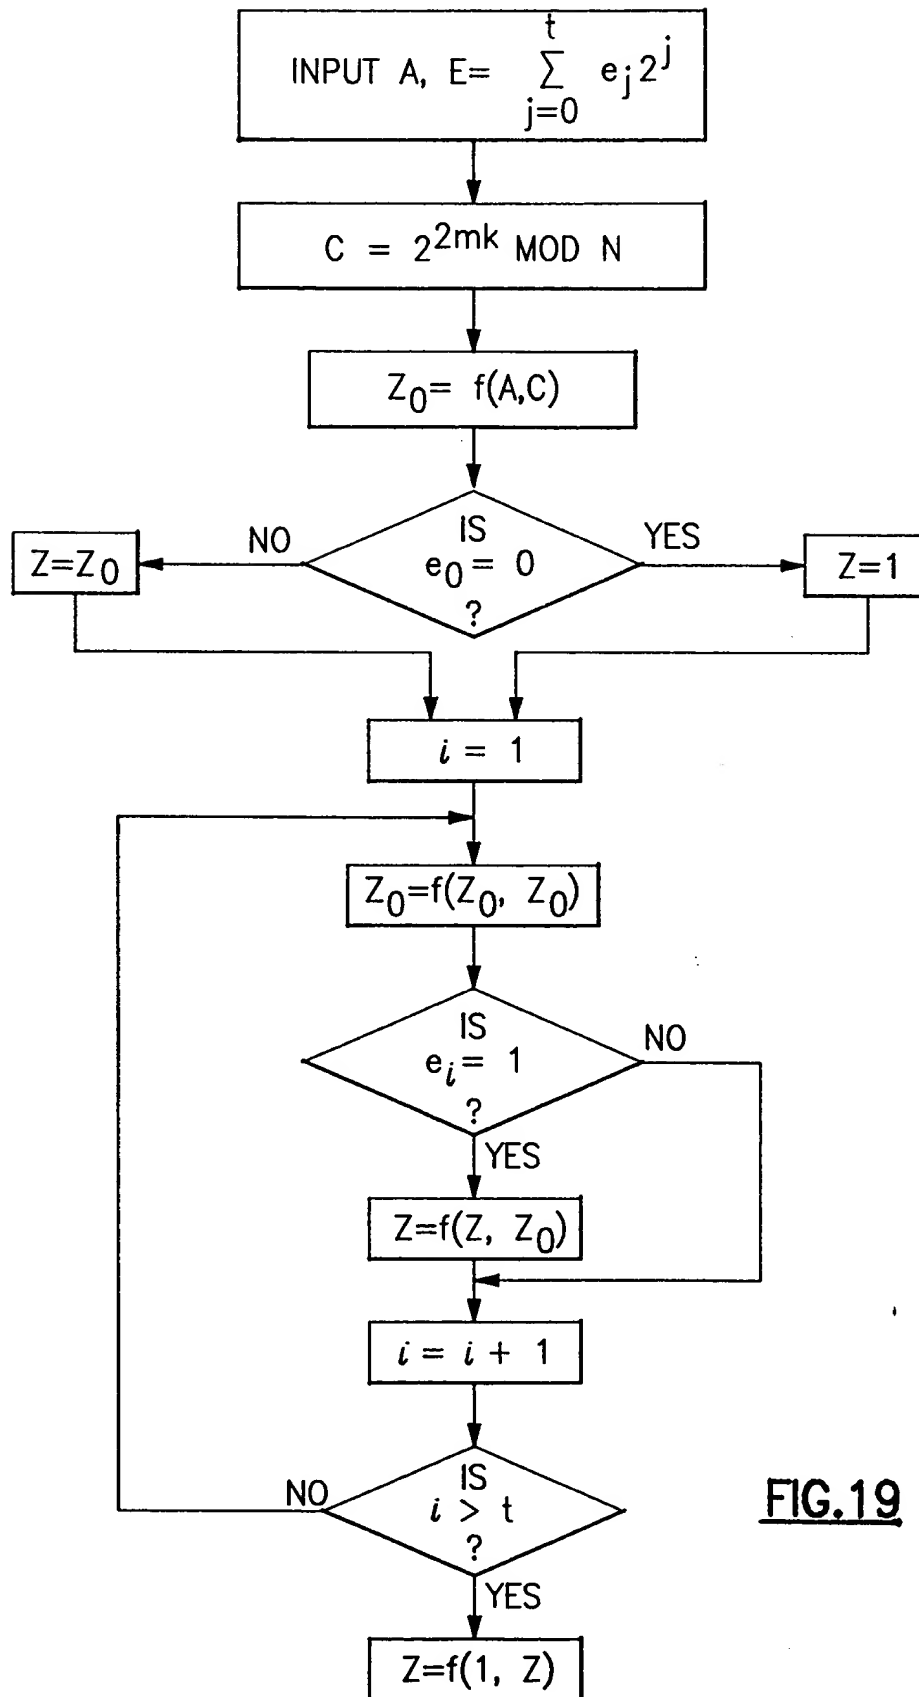 INPUT A, E= t∑j=0 e_j 2^j
C = 2^2mk MOD N
Z_0= f(A,C)
IS
e_0 = 0
?
NO
YES
Z=Z_0
Z=1
i = 1
Z_0=f(Z_0, Z_0)
IS
e_i = 1
?
NO
YES
Z=f(Z, Z_0)
i = i + 1
IS
i > t
?
NO
YES
Z=f(1, Z)
FIG.19